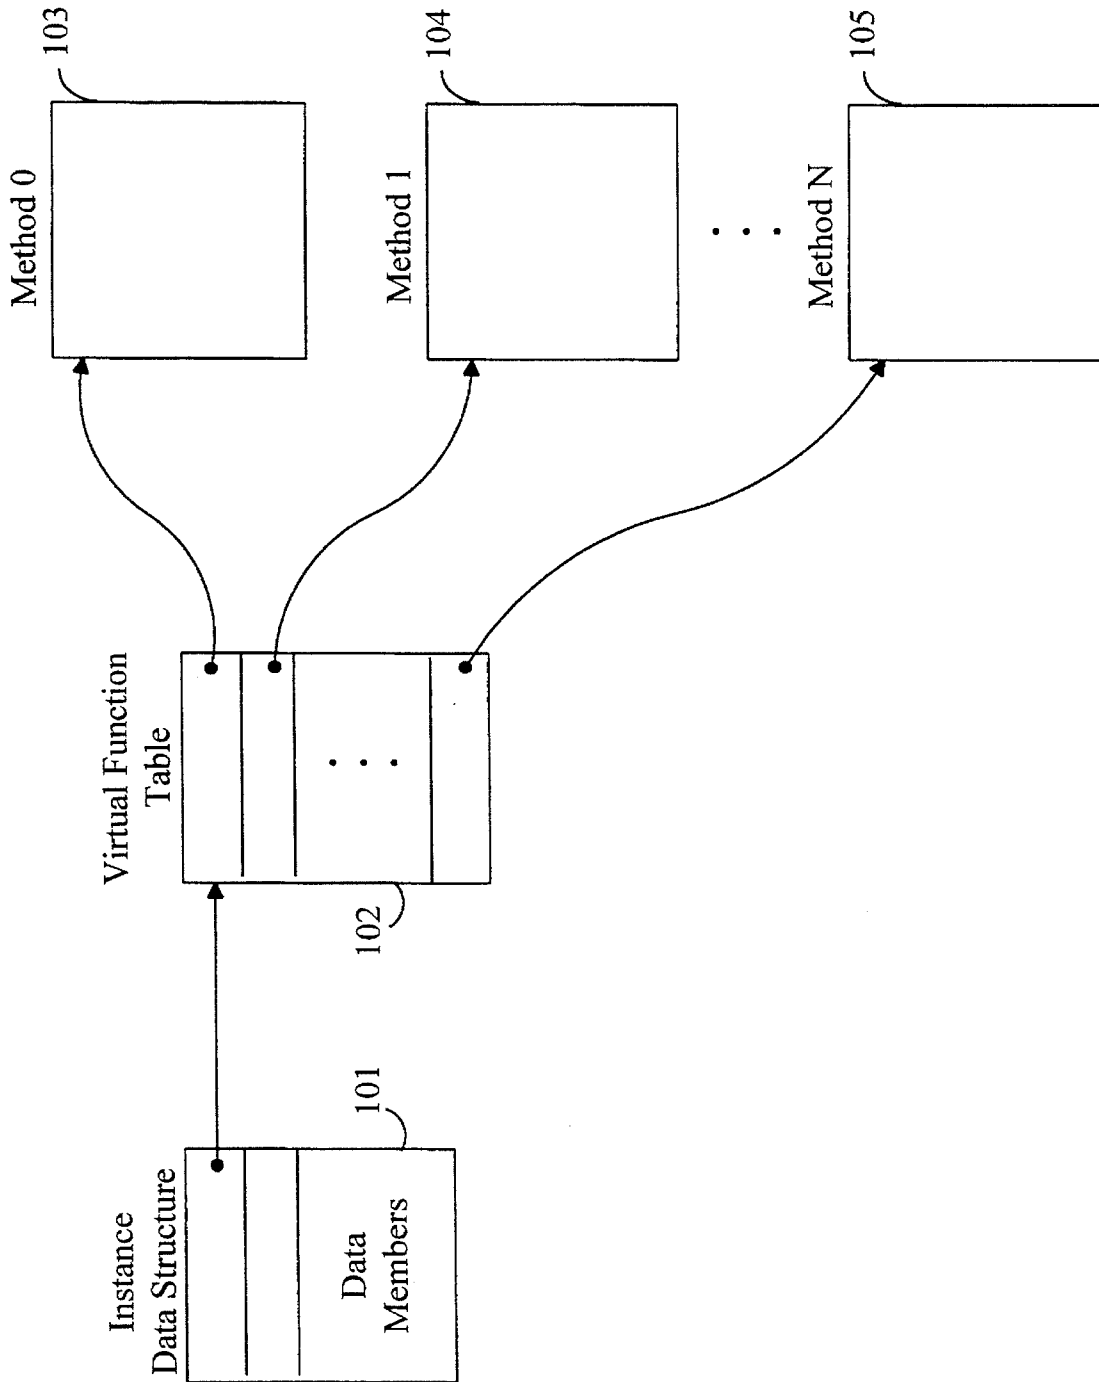 Instance
Data Structure
Data
Members
101
Virtual Function
Table
. . .
102
Method 0
103
Method 1
104
. . .
Method N
105